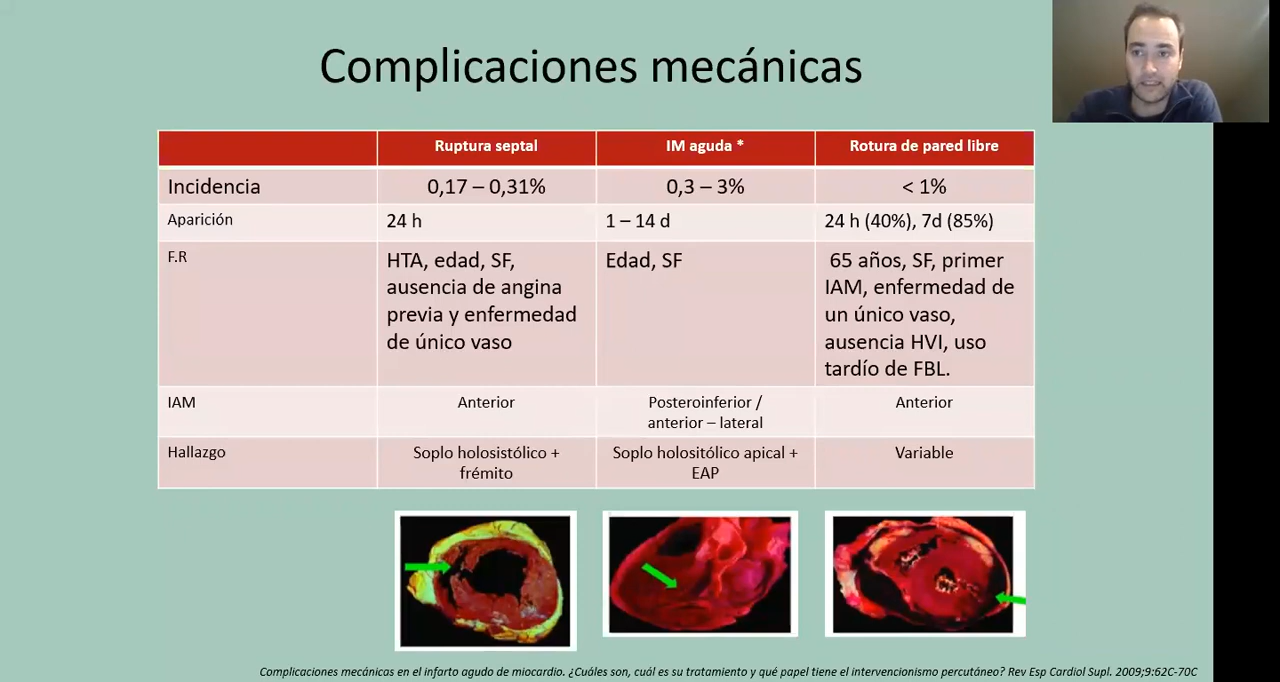 Complicaciones mecánicas
Ruptura septal
IM aguda *
Rotura de pared libre
Incidencia
0,17 – 0,31%
0,3 – 3%
< 1%
Aparición
24 h
1 – 14 d
24 h (40%), 7d (85%)
F.R
HTA, edad, SF,
ausencia de angina
previa y enfermedad
de único vaso
Edad, SF
65 años, SF, primer
IAM, enfermedad de
un único vaso,
ausencia HVI, uso
tardío de FBL.
IAM
Anterior
Posteroinferior /
anterior – lateral
Anterior
Hallazgo
Soplo holosistólico +
frémito
Soplo holositólico apical +
EAP
Variable
Complicaciones mecánicas en el infarto agudo de miocardio. ¿Cuáles son, cuál es su tratamiento y qué papel tiene el intervencionismo percutáneo? Rev Esp Cardiol Supl. 2009;9:62C-70C